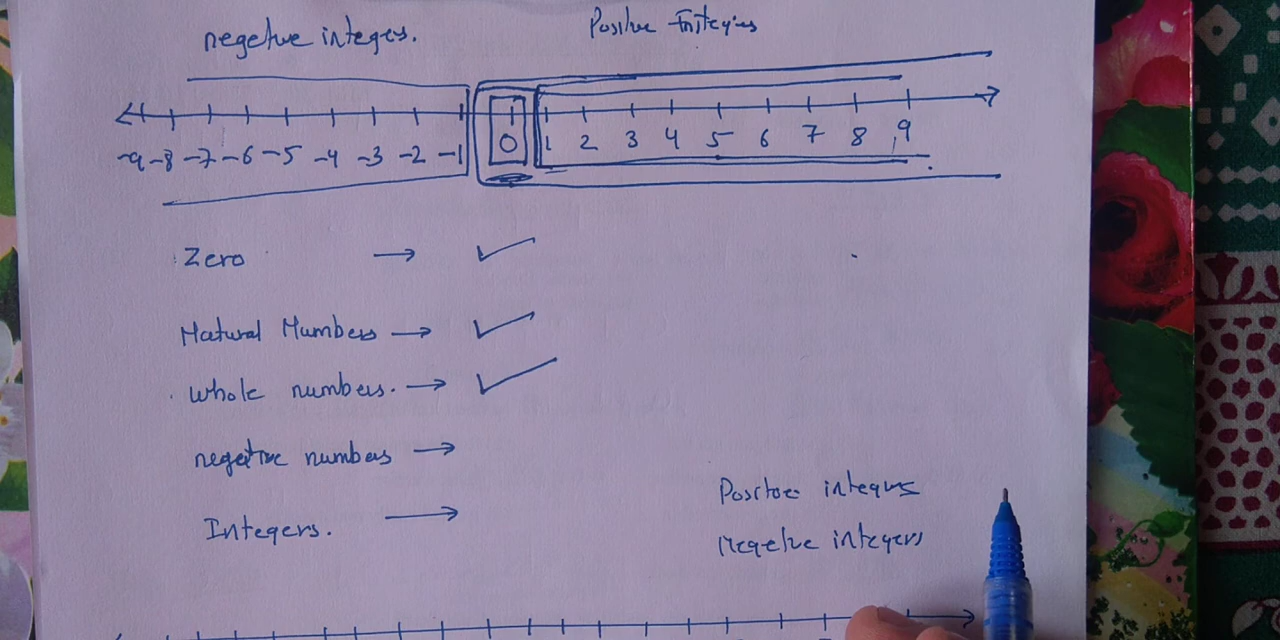 negetive integers.
Positive Integers
-9 -8 -7 -6 -5 -4 -3 -2 -1 0 1 2 3 4 5 6 7 8 9
Zero →
Natural Numbers →
whole numbers. →
negative numbers →
Integers. →
Positive integers
Negetive integers